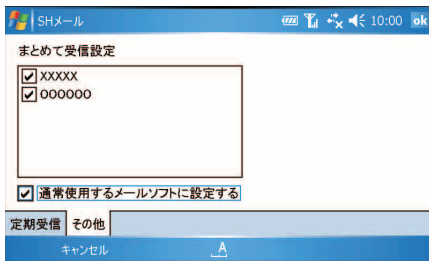 SHメール 10:00 ok
まとめて受信設定
XXXXX
OOOOOO
通常使用するメールソフトに設定する
定期受信 その他
キャンセル A